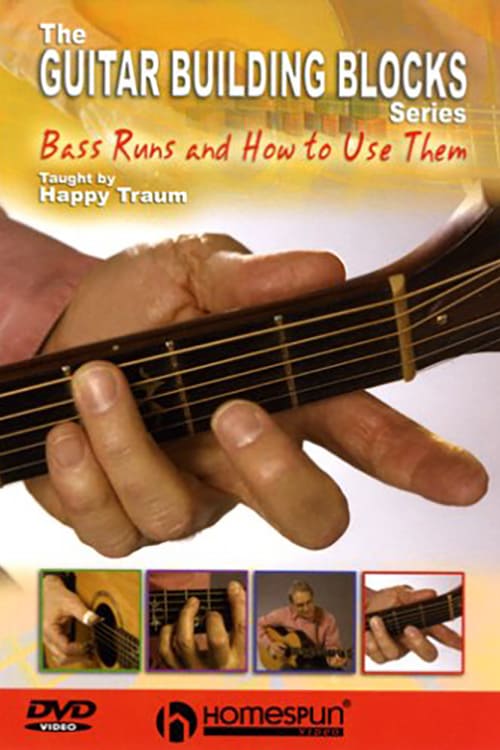 The
GUITAR BUILDING BLOCKS
Series
Bass Runs and How to Use Them
Taught by
Happy Traum
DVD
VIDEO
HOMESPUN®
VIDEO